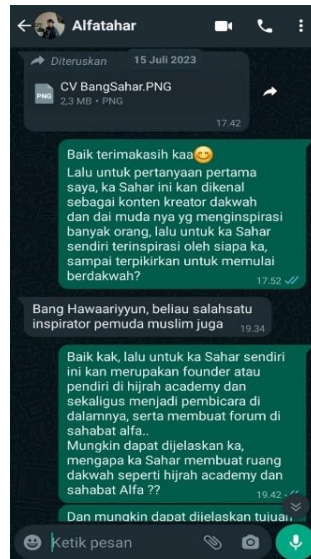 Alfatahar
Diteruskan
15 Juli 2023
PNG
CV BangSahar.PNG
2,3 MB • PNG
17.42
Baik terimakasih kaa😊
Lalu untuk pertanyaan pertama
saya, ka Sahar ini kan dikenal
sebagai konten kreator dakwah
dan dai muda nya yg menginspirasi
banyak orang, lalu untuk ka Sahar
sendiri terinspirasi oleh siapa ka,
sampai terpikirkan untuk memulai
berdakwah?
17.52
Bang Hawaariyyun, beliau salahsatu
inspirator pemuda muslim juga
19.34
Baik kak, lalu untuk ka Sahar sendiri
ini kan merupakan founder atau
pendiri di hijrah academy dan
sekaligus menjadi pembicara di
dalamnya, serta membuat forum di
sahabat alfa..
Mungkin dapat dijelaskan ka,
mengapa ka Sahar membuat ruang
dakwah seperti hijrah academy dan
sahabat Alfa ??
19.42
Dan mungkin dapat dijelaskan tujuan
Ketik pesan